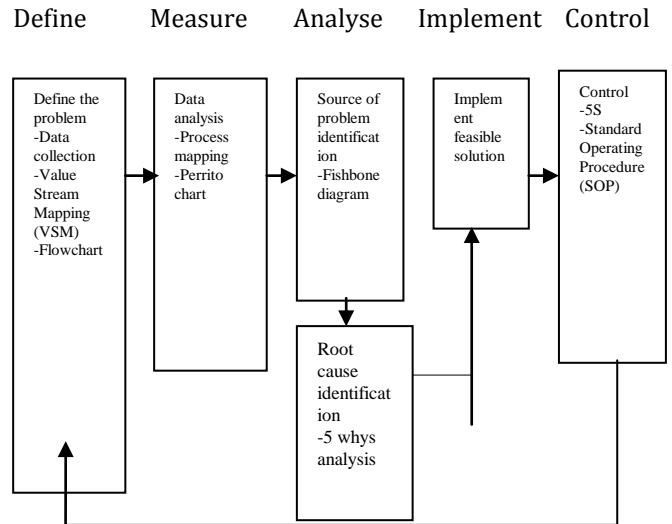 Define Measure Analyse Implement Control
Define the
problem
-Data
collection
-Value
Stream
Mapping
(VSM)
-Flowchart
Data
analysis
-Process
mapping
-Perrito
chart
Source of
problem
identificat
ion
-Fishbone
diagram
Root
cause
identificat
ion
-5 whys
analysis
Implem
ent
feasible
solution
Control
-5S
-Standard
Operating
Procedure
(SOP)